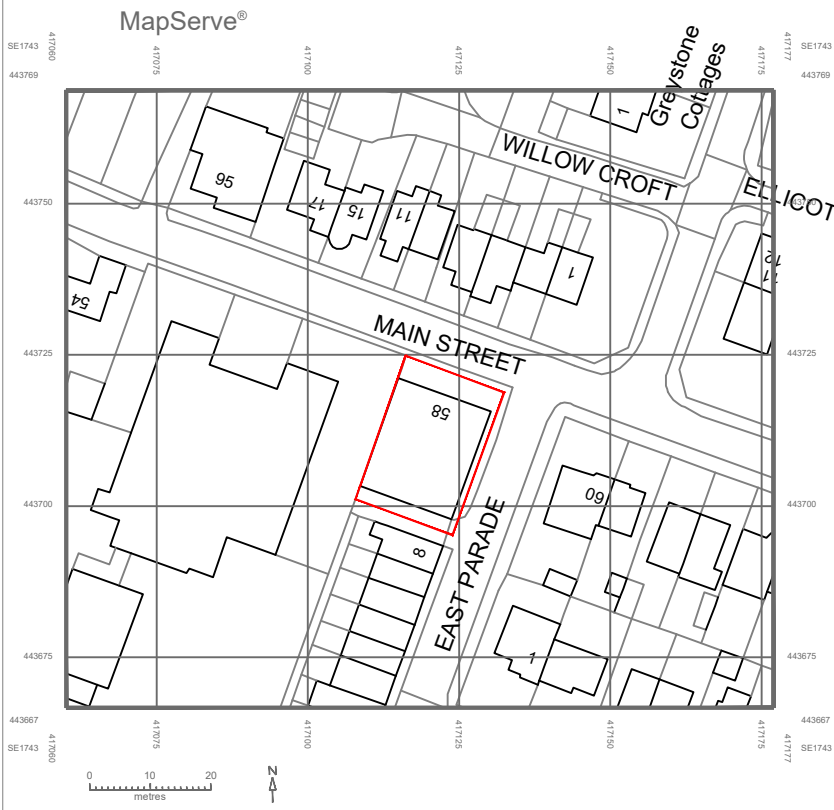 MapServe®
SE1743
417060
417075
417100
417125
417150
417175
417177
SE1743
443769
443769
Greystone
Cottages
1
WILLOW CROFT
ELLICOT
95
17
15
11
1
12
11
443750
443750
54
MAIN STREET
443725
443725
58
443700
443700
60
8
EAST PARADE
443675
443675
1
443667
443667
SE1743
417060
417075
417100
417125
417150
417175
417177
SE1743
0 10 20
metres
N